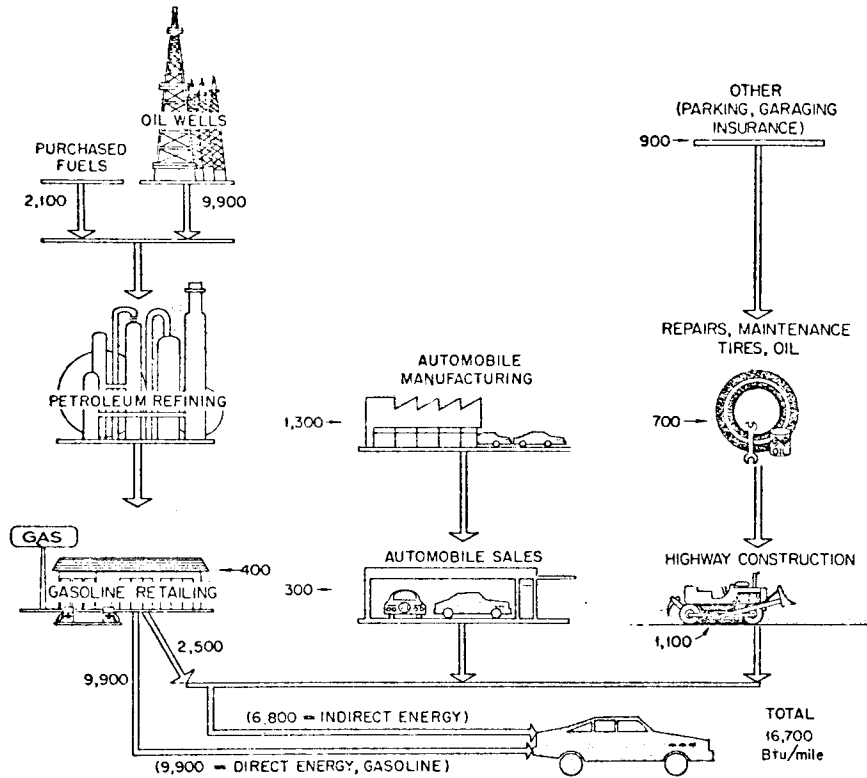 OIL WELLS
PURCHASED
FUELS
2,100
9,900
OTHER
(PARKING, GARAGING
INSURANCE)
900
PETROLEUM REFINING
AUTOMOBILE
MANUFACTURING
1,300
REPAIRS, MAINTENANCE
TIRES, OIL
700
OIL
GAS
400
GASOLINE RETAILING
AUTOMOBILE SALES
300
HIGHWAY CONSTRUCTION
1,100
2,500
9,900
(6,800 = INDIRECT ENERGY)
(9,900 = DIRECT ENERGY, GASOLINE)
TOTAL
16,700
Btu/mile